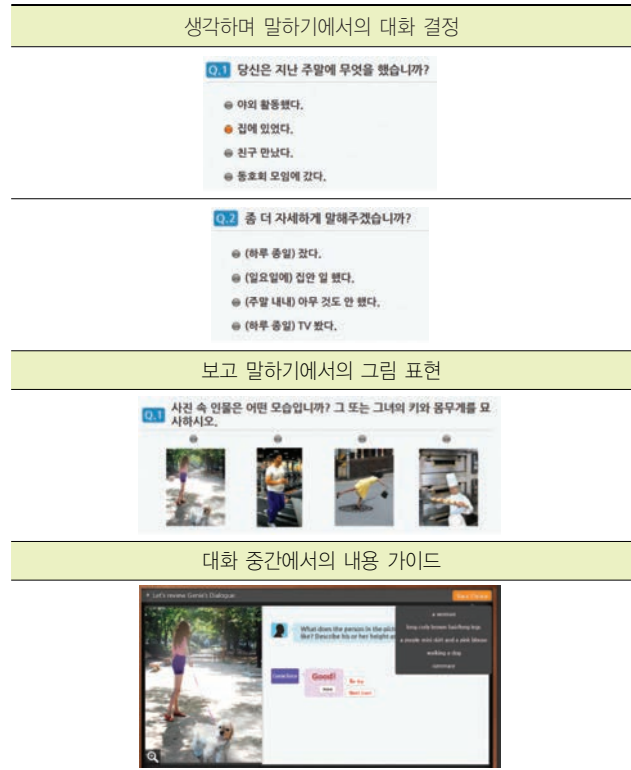 생각하며 말하기에서의 대화 결정
Q.1 당신은 지난 주말에 무엇을 했습니까?
야외 활동했다.
집에 있었다.
친구 만났다.
동호회 모임에 갔다.
Q.2 좀 더 자세하게 말해주겠습니까?
(하루 종일) 잤다.
(일요일에) 집안 일 했다.
(주말 내내) 아무 것도 안 했다.
(하루 종일) TV 봤다.
보고 말하기에서의 그림 표현
Q.1 사진 속 인물은 어떤 모습입니까? 그 또는 그녀의 키와 몸무게를 묘
사하시오.
대화 중간에서의 내용 가이드
Let's review Genie's Dialogue
a woman
long curly brown hair/long legs
a purple mini skirt and a pink blouse
walking a dog
summer
What does the person in the
like? Describe his or her height
Good!